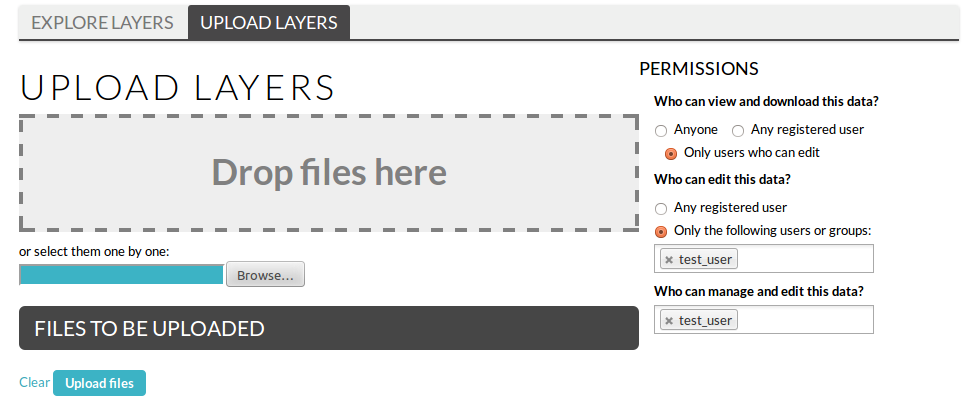 EXPLORE LAYERS UPLOAD LAYERS
UPLOAD LAYERS
Drop files here
or select them one by one:
Browse...
FILES TO BE UPLOADED
Clear Upload files
PERMISSIONS
Who can view and download this data?
Anyone Any registered user
Only users who can edit
Who can edit this data?
Any registered user
Only the following users or groups:
× test_user
Who can manage and edit this data?
× test_user